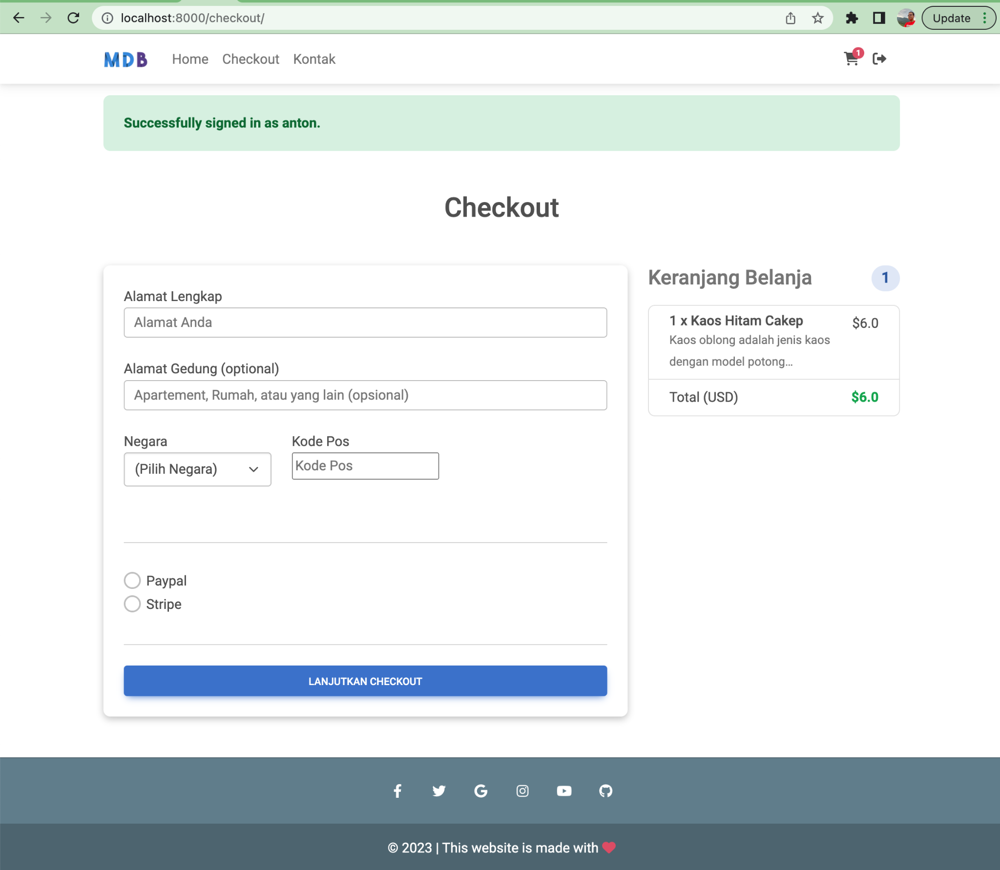 localhost:8000/checkout/
Update
MDB
Home
Checkout
Kontak
1
Successfully signed in as anton.
Checkout
Alamat Lengkap
Alamat Anda
Alamat Gedung (optional)
Apartement, Rumah, atau yang lain (opsional)
Negara
Kode Pos
(Pilih Negara)
Kode Pos
Paypal
Stripe
LANJUTKAN CHECKOUT
Keranjang Belanja
1
1 x Kaos Hitam Cakep
$6.0
Kaos oblong adalah jenis kaos
dengan model potong...
Total (USD)
$6.0
© 2023 | This website is made with